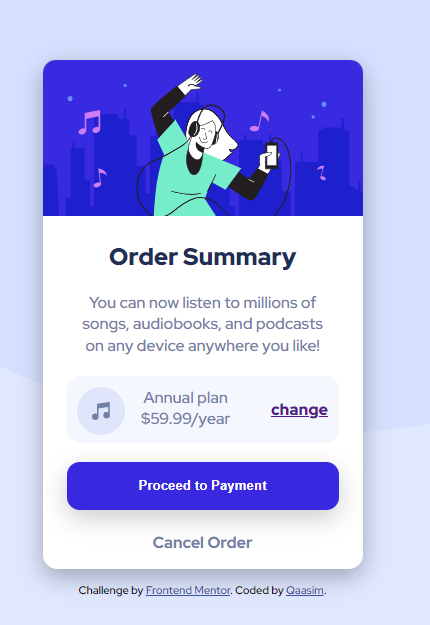 Order Summary
You can now listen to millions of
songs, audiobooks, and podcasts
on any device anywhere you like!
Annual plan
$59.99/year
change
Proceed to Payment
Cancel Order
Challenge by Frontend Mentor. Coded by Qaasim.